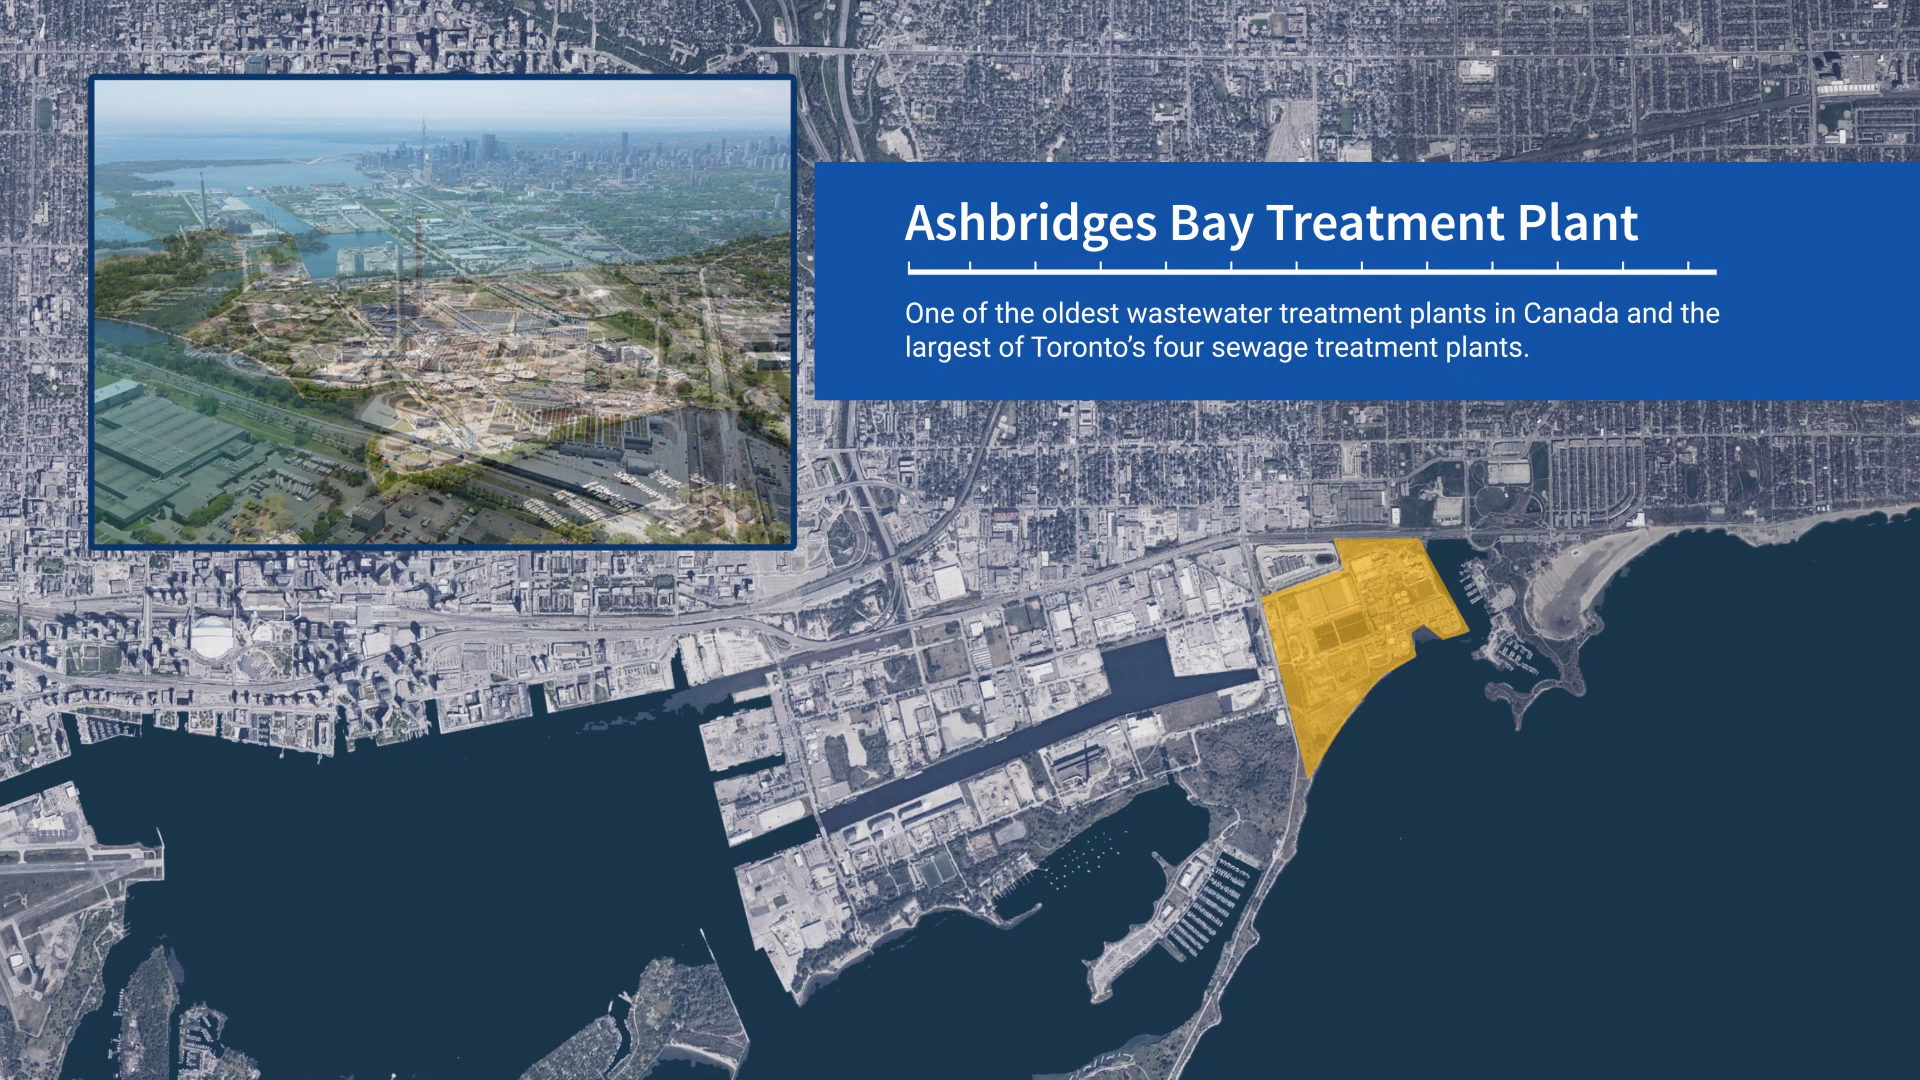 Ashbridges Bay Treatment Plant
One of the oldest wastewater treatment plants in Canada and the
largest of Toronto’s four sewage treatment plants.